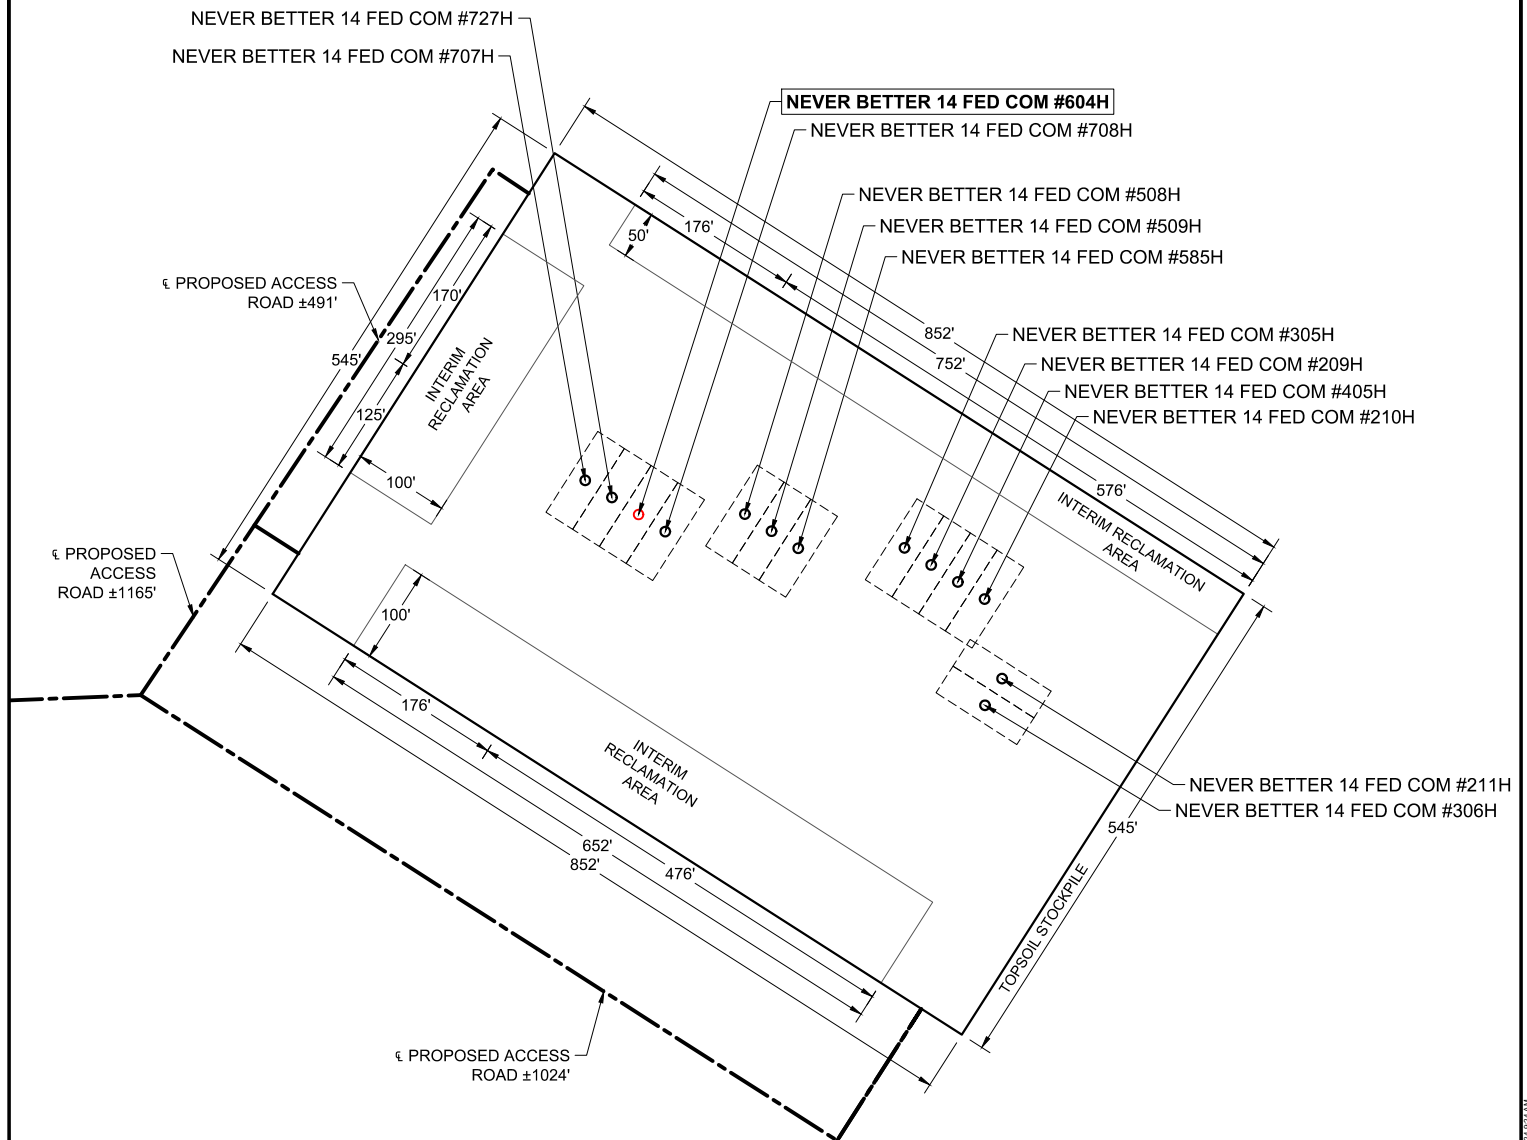 NEVER BETTER 14 FED COM #727H
NEVER BETTER 14 FED COM #707H
NEVER BETTER 14 FED COM #604H
NEVER BETTER 14 FED COM #708H
NEVER BETTER 14 FED COM #508H
NEVER BETTER 14 FED COM #509H
NEVER BETTER 14 FED COM #585H
176'
50'
℄ PROPOSED ACCESS
ROAD ±491'
170'
295'
545'
125'
INTERIM
RECLAMATION
AREA
100'
852'
752'
NEVER BETTER 14 FED COM #305H
NEVER BETTER 14 FED COM #209H
NEVER BETTER 14 FED COM #405H
NEVER BETTER 14 FED COM #210H
576'
INTERIM RECLAMATION
AREA
℄ PROPOSED
ACCESS
ROAD ±1165'
100'
176'
INTERIM
RECLAMATION
AREA
652'
852'
476'
NEVER BETTER 14 FED COM #211H
NEVER BETTER 14 FED COM #306H
545'
TOPSOIL STOCKPILE
℄ PROPOSED ACCESS
ROAD ±1024'